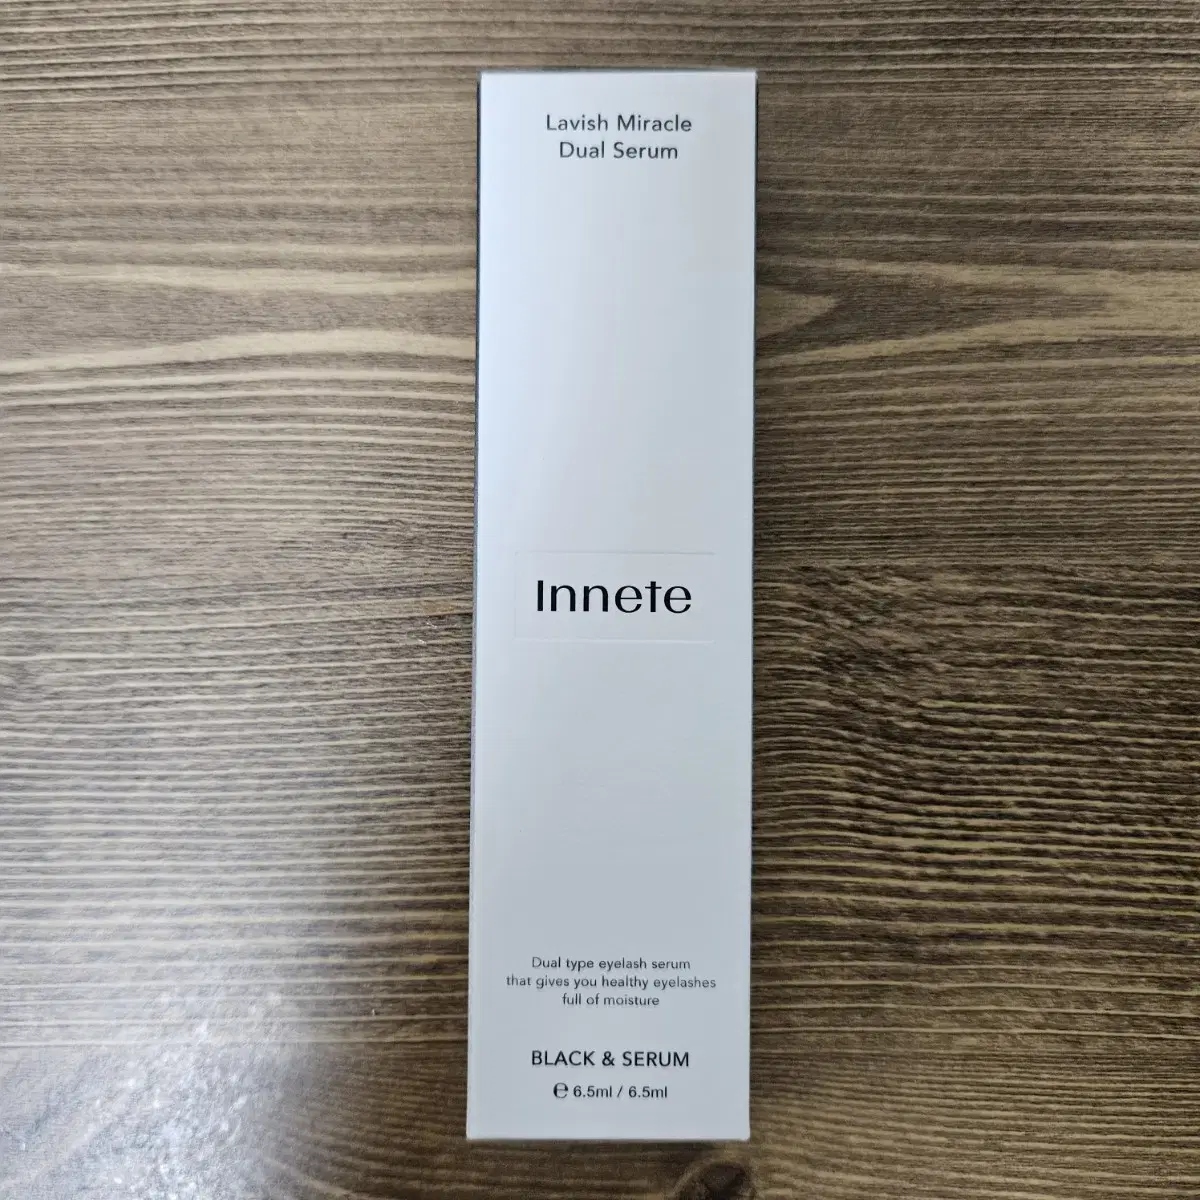 Lavish Miracle
Dual Serum
Innete
Dual type eyelash serum
that gives you healthy eyelashes
full of moisture
BLACK & SERUM
℮ 6.5ml / 6.5ml